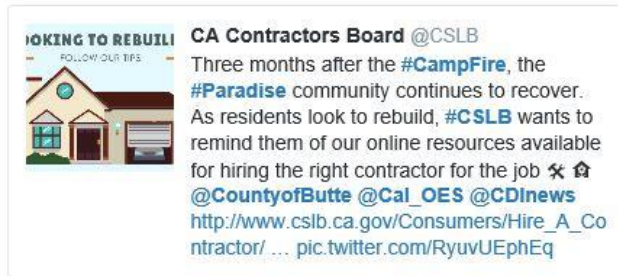 OKING TO REBUIL
FOLLOW OUR TIPS
CA Contractors Board @CSLB
Three months after the #CampFire, the
#Paradise community continues to recover.
As residents look to rebuild, #CSLB wants to
remind them of our online resources available
for hiring the right contractor for the job 🛠 🏠
@CountyofButte @Cal_OES @CDInews
http://www.cslb.ca.gov/Consumers/Hire_A_Co
ntractor/ ... pic.twitter.com/RyuvUEphEq